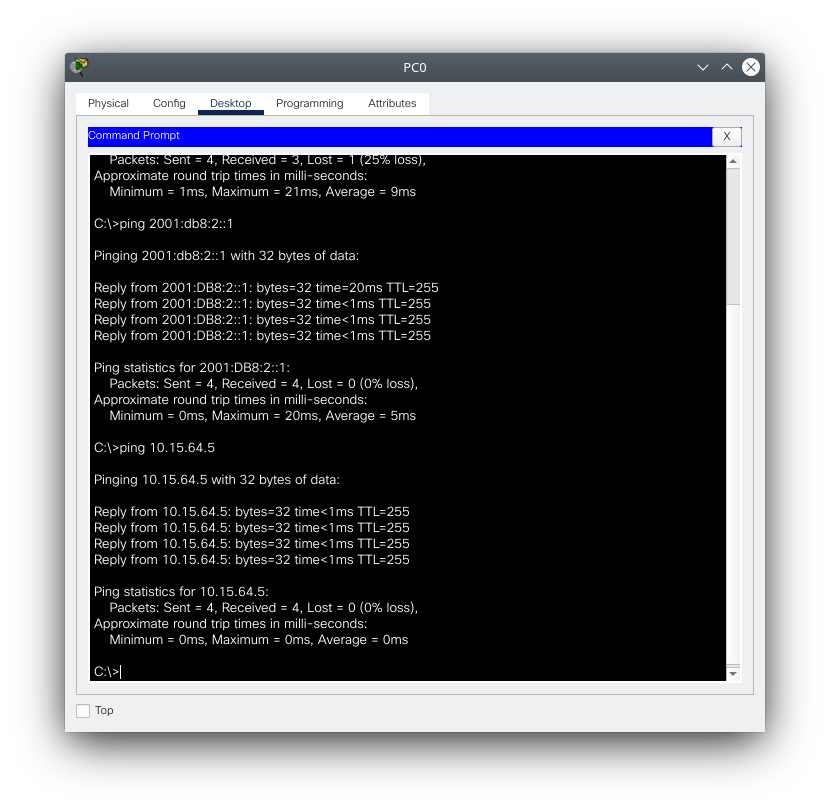 PC0
Physical Config Desktop Programming Attributes
Command Prompt
X
Packets: Sent = 4, Received = 3, Lost = 1 (25% loss),
Approximate round trip times in milli-seconds:
Minimum = 1ms, Maximum = 21ms, Average = 9ms
C:\>ping 2001:db8:2::1
Pinging 2001:db8:2::1 with 32 bytes of data:
Reply from 2001:DB8:2::1: bytes=32 time=20ms TTL=255
Reply from 2001:DB8:2::1: bytes=32 time<1ms TTL=255
Reply from 2001:DB8:2::1: bytes=32 time<1ms TTL=255
Reply from 2001:DB8:2::1: bytes=32 time<1ms TTL=255
Ping statistics for 2001:DB8:2::1:
Packets: Sent = 4, Received = 4, Lost = 0 (0% loss),
Approximate round trip times in milli-seconds:
Minimum = 0ms, Maximum = 20ms, Average = 5ms
C:\>ping 10.15.64.5
Pinging 10.15.64.5 with 32 bytes of data:
Reply from 10.15.64.5: bytes=32 time<1ms TTL=255
Reply from 10.15.64.5: bytes=32 time<1ms TTL=255
Reply from 10.15.64.5: bytes=32 time<1ms TTL=255
Reply from 10.15.64.5: bytes=32 time<1ms TTL=255
Ping statistics for 10.15.64.5:
Packets: Sent = 4, Received = 4, Lost = 0 (0% loss),
Approximate round trip times in milli-seconds:
Minimum = 0ms, Maximum = 0ms, Average = 0ms
C:\>
Top